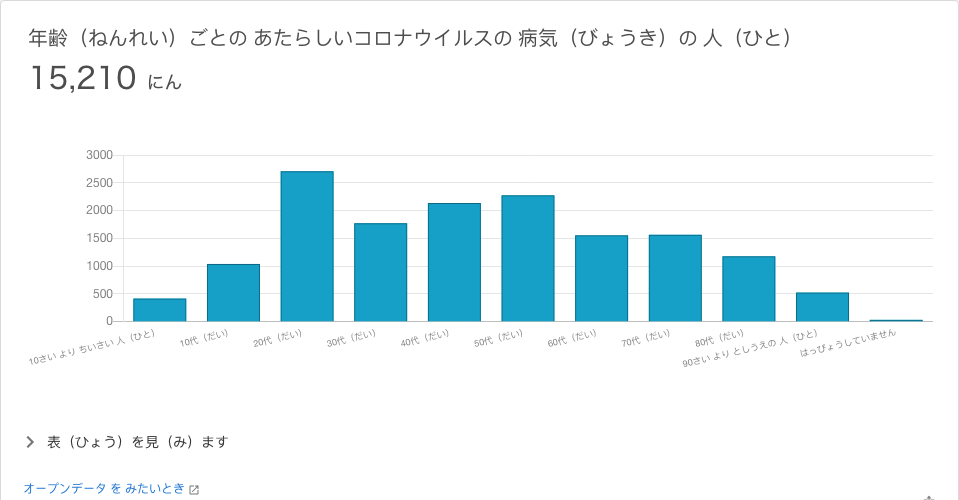 年齢（ねんれい）ごとの あたらしいコロナウイルスの 病気（びょうき）の 人（ひと）
15,210 にん
3000
2500
2000
1500
1000
500
0
10さい より ちいさい 人（ひと）
10代（だい）
20代（だい）
30代（だい）
40代（だい）
50代（だい）
60代（だい）
70代（だい）
80代（だい）
90さい より としうえの 人（ひと）
はっぴょうしていません
表（ひょう）を見（み）ます
オープンデータ を みたいとき